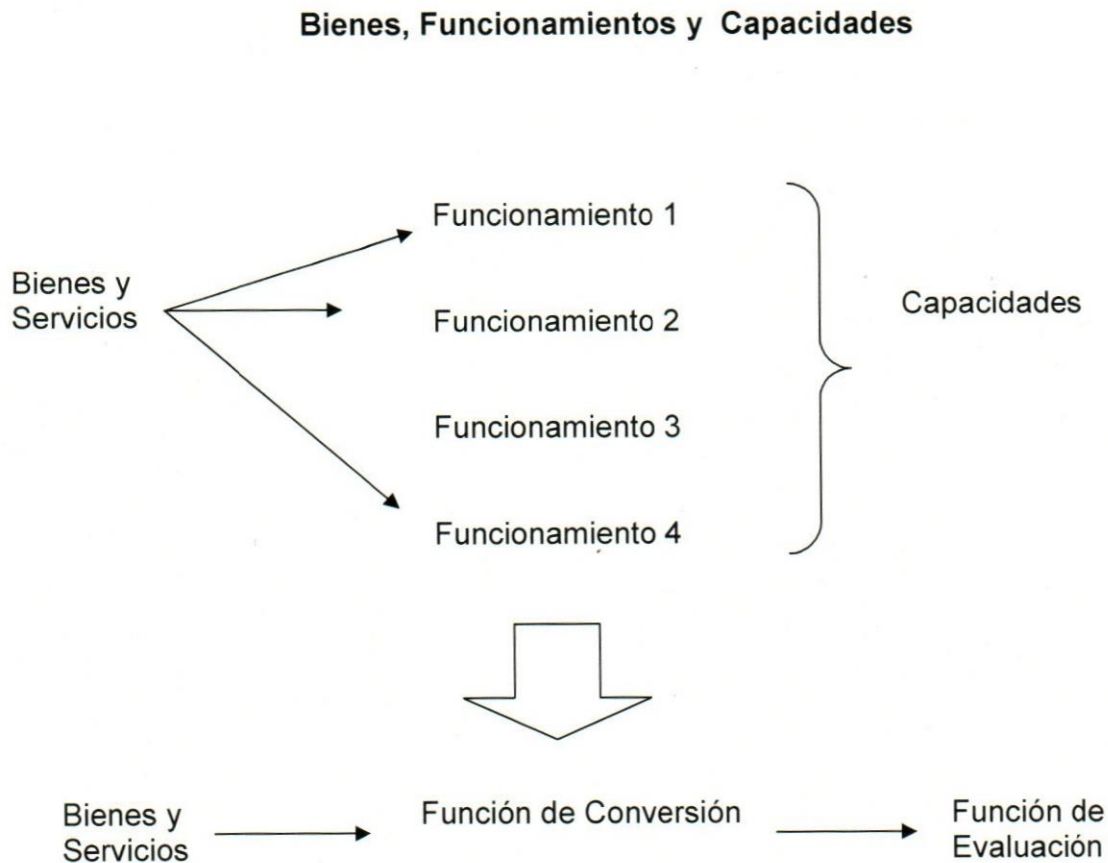 Bienes, Funcionamientos y Capacidades
Funcionamiento 1
Bienes y
Servicios
Funcionamiento 2
Capacidades
Funcionamiento 3
Funcionamiento 4
Bienes y
Servicios
Función de Conversión
Función de
Evaluación